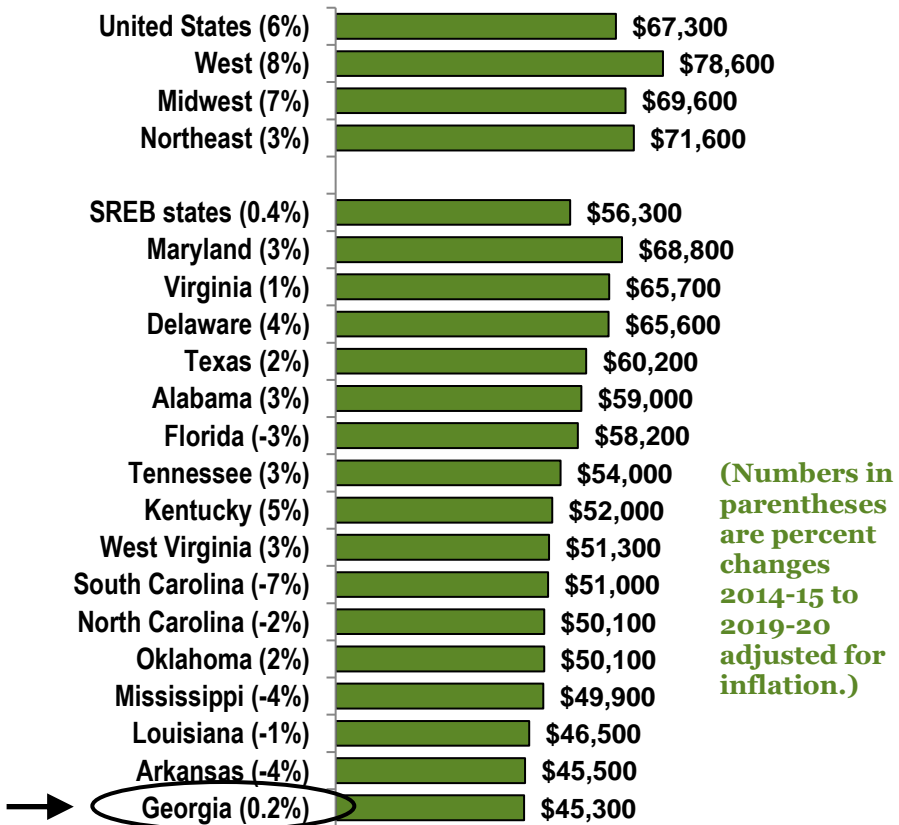 United States (6%) $67,300
West (8%) $78,600
Midwest (7%) $69,600
Northeast (3%) $71,600
SREB states (0.4%) $56,300
Maryland (3%) $68,800
Virginia (1%) $65,700
Delaware (4%) $65,600
Texas (2%) $60,200
Alabama (3%) $59,000
Florida (-3%) $58,200
Tennessee (3%) $54,000
Kentucky (5%) $52,000
West Virginia (3%) $51,300
South Carolina (-7%) $51,000
North Carolina (-2%) $50,100
Oklahoma (2%) $50,100
Mississippi (-4%) $49,900
Louisiana (-1%) $46,500
Arkansas (-4%) $45,500
Georgia (0.2%) $45,300
(Numbers in
parentheses
are percent
changes
2014-15 to
2019-20
adjusted for
inflation.)